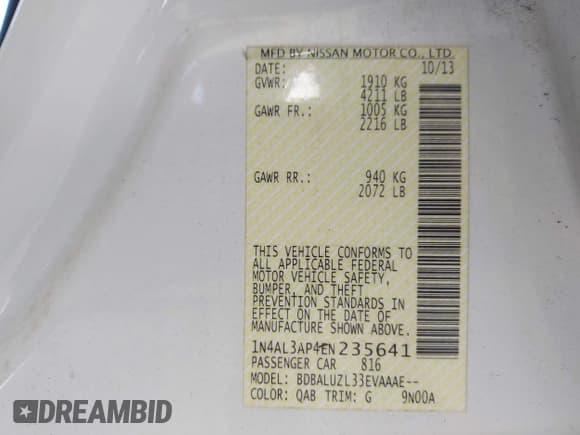 MFD BY NISSAN MOTOR CO., LTD.
DATE: 10/13
GVWR: 1910 KG
4211 LB
GAWR FR.: 1005 KG
2216 LB
GAWR RR.: 940 KG
2072 LB
THIS VEHICLE CONFORMS TO
ALL APPLICABLE FEDERAL
MOTOR VEHICLE SAFETY,
BUMPER, AND THEFT
PREVENTION STANDARDS IN
EFFECT ON THE DATE OF
MANUFACTURE SHOWN ABOVE.
1N4AL3AP4EN235641
PASSENGER CAR 816
MODEL: BDBALUZL33EVAAAE--
COLOR: QAB TRIM: G 9N00A
DREAMBID